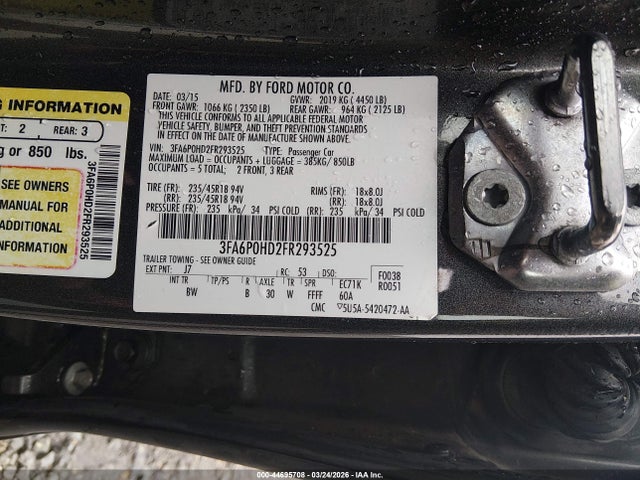 MFD. BY FORD MOTOR CO.
DATE: 03/15 GVWR: 2019 KG ( 4450 LB)
FRONT GAWR: 1066 KG ( 2350 LB) REAR GAWR: 964 KG ( 2125 LB)
THIS VEHICLE CONFORMS TO ALL APPLICABLE FEDERAL MOTOR
VEHICLE SAFETY, BUMPER, AND THEFT PREVENTION STANDARDS
IN EFFECT ON THE DATE OF MANUFACTURE SHOWN ABOVE.
VIN: 3FA6P0HD2FR293525 TYPE: Passenger Car
MAXIMUM LOAD = OCCUPANTS + LUGGAGE = 385KG/ 850LB
OCCUPANTS = 5 TOTAL; 2 FRONT, 3 REAR
TIRE (FR): 235/45R18 94V RIMS (FR): 18x8.0J
(RR): 235/45R18 94V (RR): 18x8.0J
PRESSURE (FR): 235 kPa/ 34 PSI COLD (RR): 235 kPa/ 34 PSI COLD
3FA6P0HD2FR293525
TRAILER TOWING - SEE OWNER GUIDE
EXT PNT: J7 RC: 53 DSO: F0038
R0051
INT TR TP/PS R AXLE TR SPR EC71K
BW B 30 W FFFF 60A
CMC ▽5U5A-5420472-AA
G INFORMATION
T: 2 REAR: 3
g or 850 lbs.
SEE OWNERS
MANUAL FOR
ADDITIONAL
INFORMATION
3FA6P0HD2FR293525
000-44695708 - 03/24/2026 - IAA Inc.